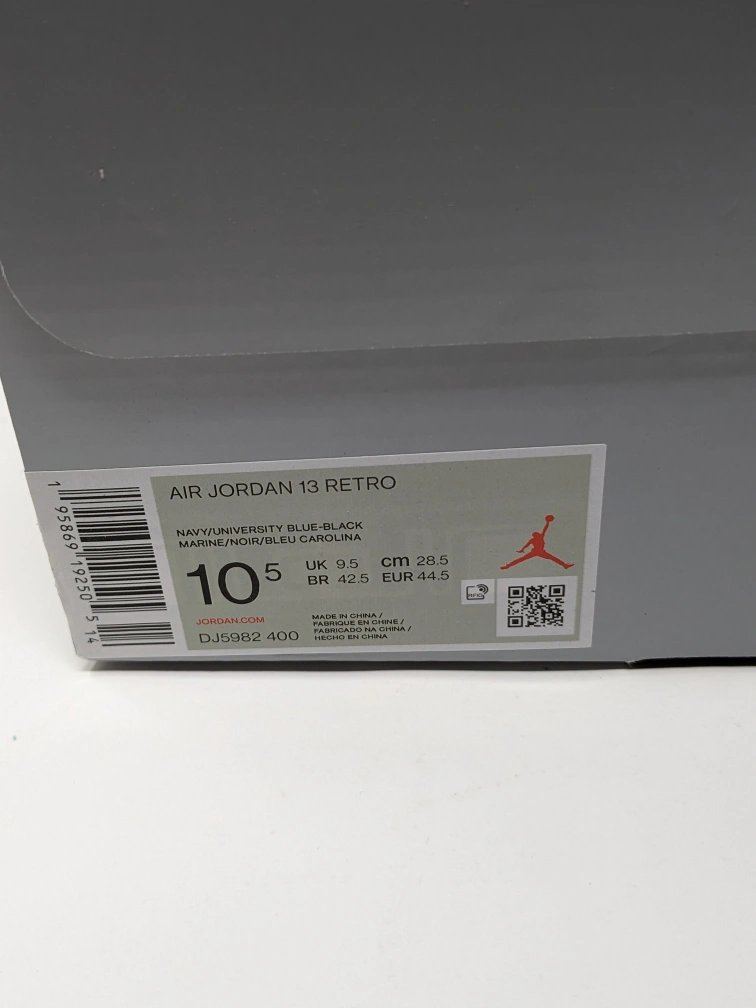 AIR JORDAN 13 RETRO
NAVY/UNIVERSITY BLUE-BLACK
MARINE/NOIR/BLEU CAROLINA
10 5
UK 9.5 cm 28.5
BR 42.5 EUR 44.5
JORDAN.COM
DJ5982 400
MADE IN CHINA /
FABRIQUE EN CHINE /
FABRICADO NA CHINA /
HECHO EN CHINA
RFID
1 95869 19250 5 14